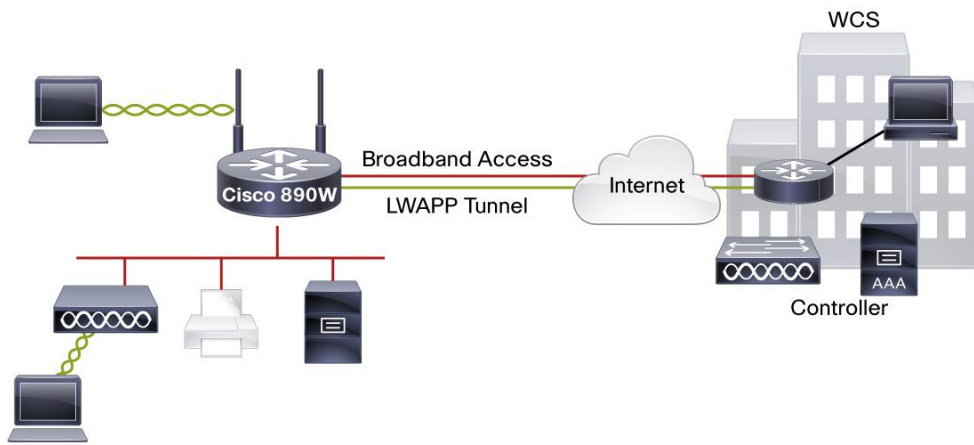 WCS
Broadband Access
Cisco 890W
Internet
LWAPP Tunnel
AAA
Controller